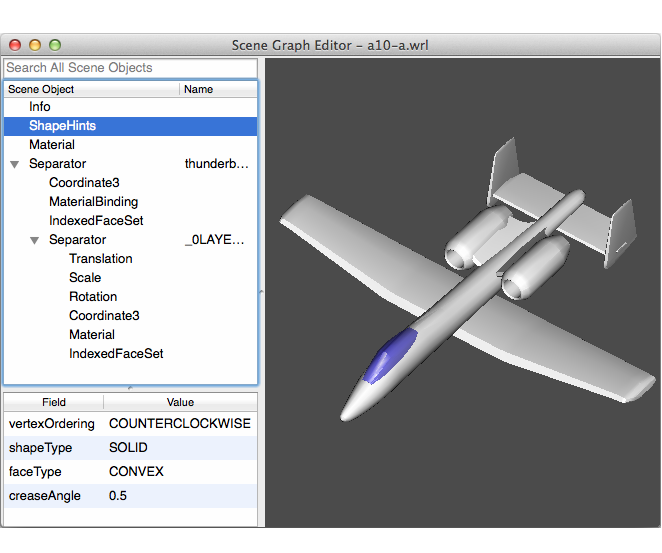 Scene Graph Editor – a10-a.wrl
Search All Scene Objects
Scene Object Name
Info
ShapeHints
Material
Separator thunderb...
Coordinate3
MaterialBinding
IndexedFaceSet
Separator _0LAYE...
Translation
Scale
Rotation
Coordinate3
Material
IndexedFaceSet
Field Value
vertexOrdering COUNTERCLOCKWISE
shapeType SOLID
faceType CONVEX
creaseAngle 0.5